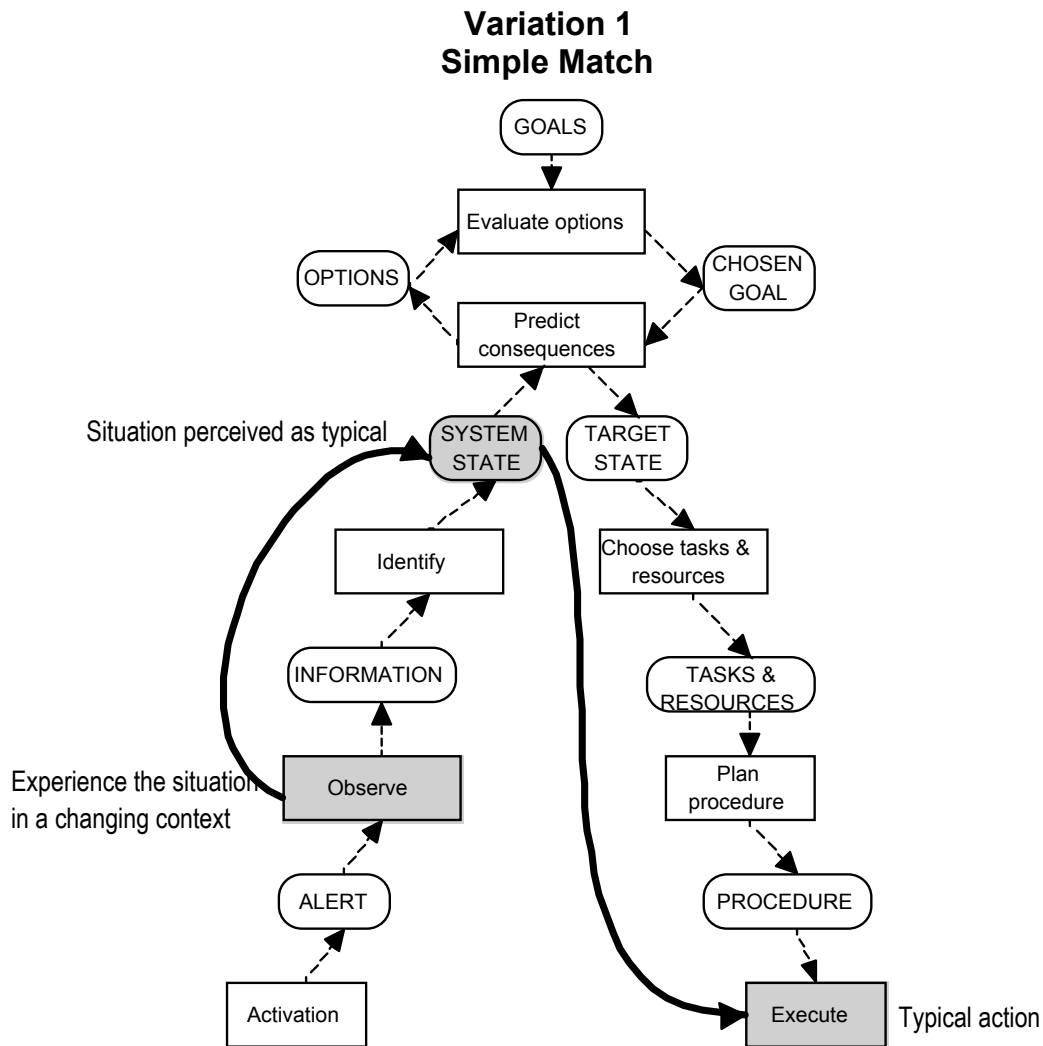 Variation 1
Simple Match
GOALS
Evaluate options
OPTIONS
CHOSEN
GOAL
Predict
consequences
Situation perceived as typical
SYSTEM
STATE
TARGET
STATE
Identify
Choose tasks &
resources
INFORMATION
TASKS &
RESOURCES
Experience the situation
in a changing context
Observe
Plan
procedure
ALERT
PROCEDURE
Activation
Execute
Typical action